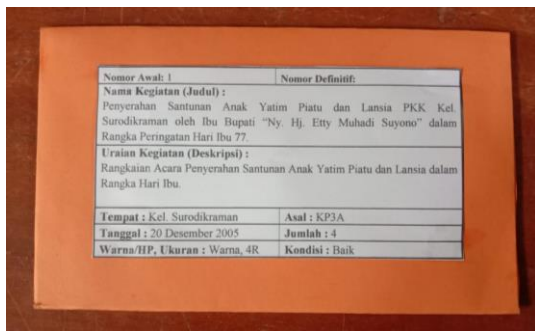 Nomor Awal: 1 Nomor Definitif:
Nama Kegiatan (Judul) :
Penyerahan Santunan Anak Yatim Piatu dan Lansia PKK Kel.
Surodikraman oleh Ibu Bupati “Ny. Hj. Etty Muhadi Suyono” dalam
Rangka Peringatan Hari Ibu 77.
Uraian Kegiatan (Deskripsi) :
Rangkaian Acara Penyerahan Santunan Anak Yatim Piatu dan Lansia dalam
Rangka Hari Ibu.
Tempat : Kel. Surodikraman Asal : KP3A
Tanggal : 20 Desember 2005 Jumlah : 4
Warna/HP, Ukuran : Warna, 4R Kondisi : Baik